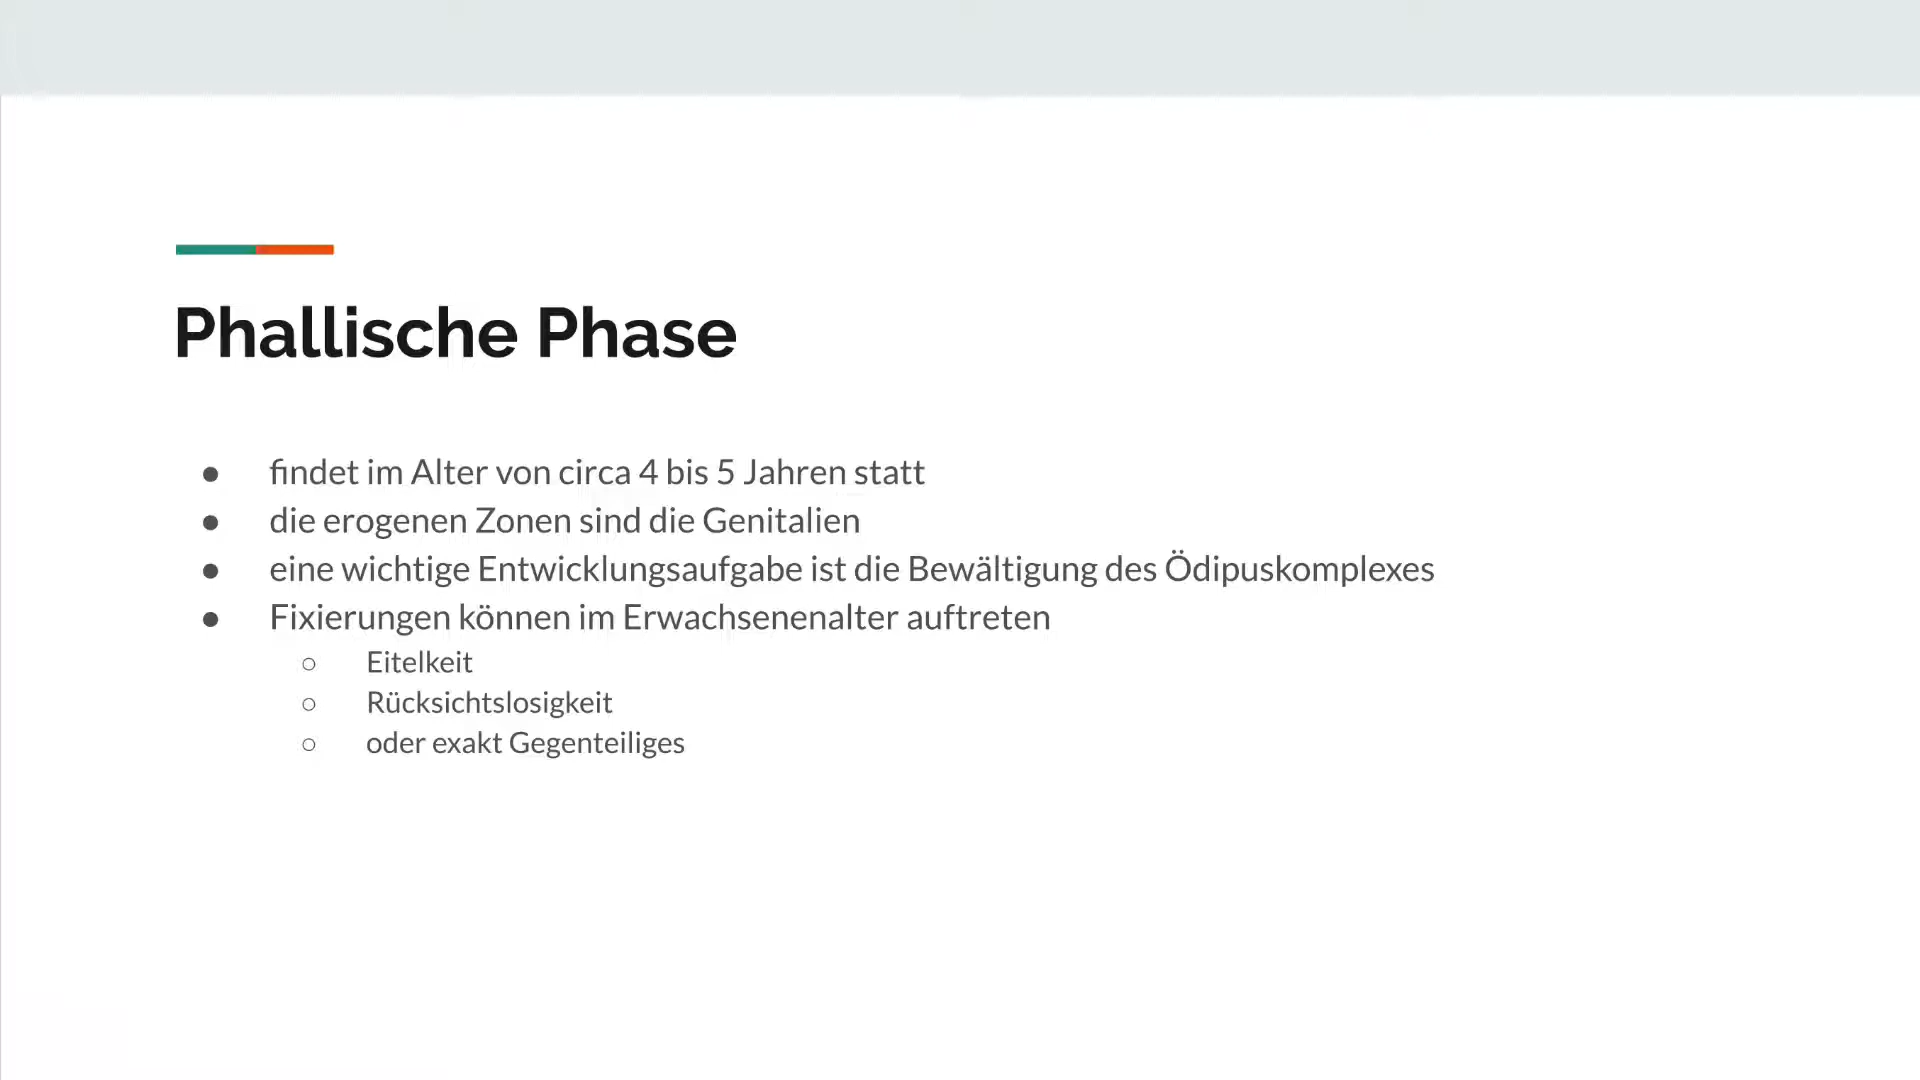 Phallische Phase
● findet im Alter von circa 4 bis 5 Jahren statt
● die erogenen Zonen sind die Genitalien
● eine wichtige Entwicklungsaufgabe ist die Bewältigung des Ödipuskomplexes
● Fixierungen können im Erwachsenenalter auftreten
○ Eitelkeit
○ Rücksichtslosigkeit
○ oder exakt Gegenteiliges